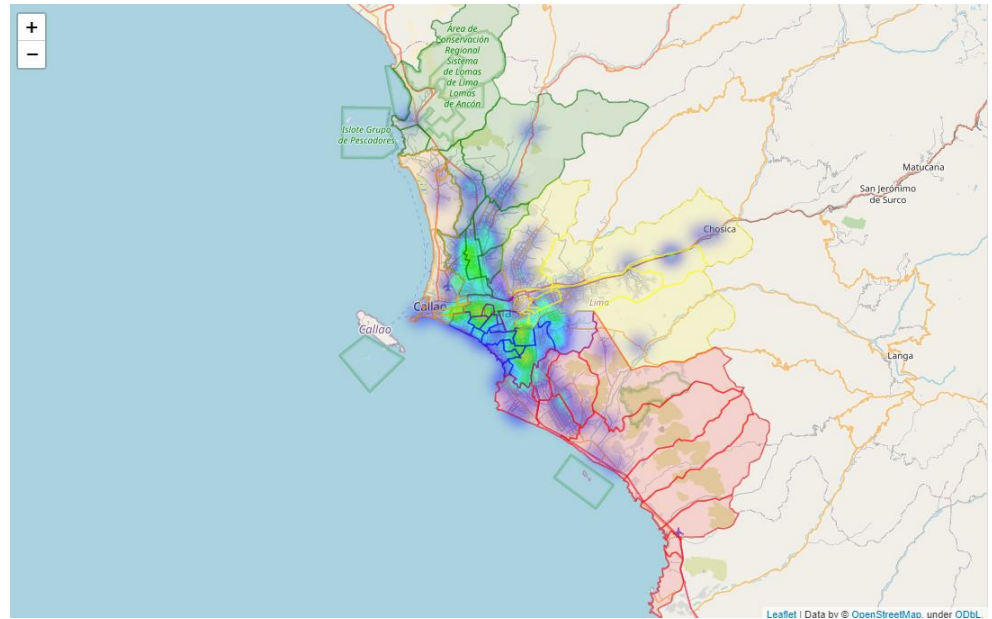 +
−
Área de
Conservación
Regional
Sistema
de Lomas
de Lima
Lomas
de Ancón
Islote Grupo
de Pescadores
Matucana
San Jerónimo
de Surco
Chosica
Callao
Lima
Callao
Langa
Leaflet | Data by © OpenStreetMap, under ODbL.